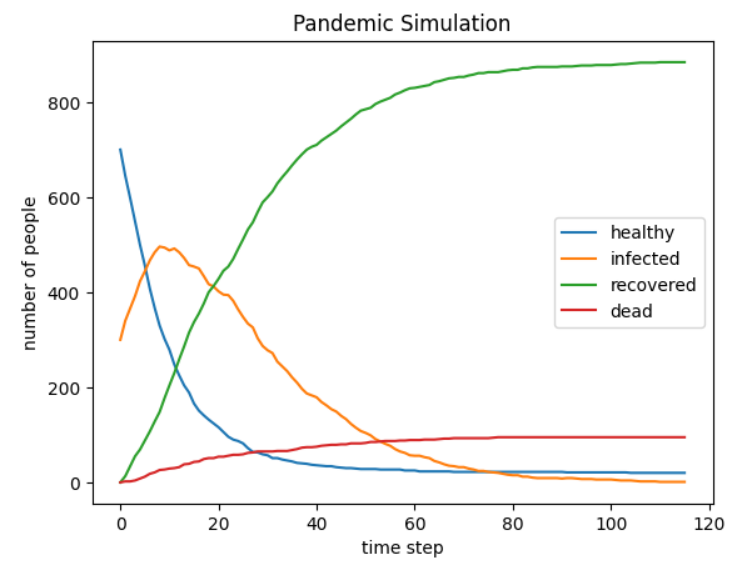 Pandemic Simulation
number of people
800
600
400
200
0
healthy
infected
recovered
dead
0 20 40 60 80 100 120
time step